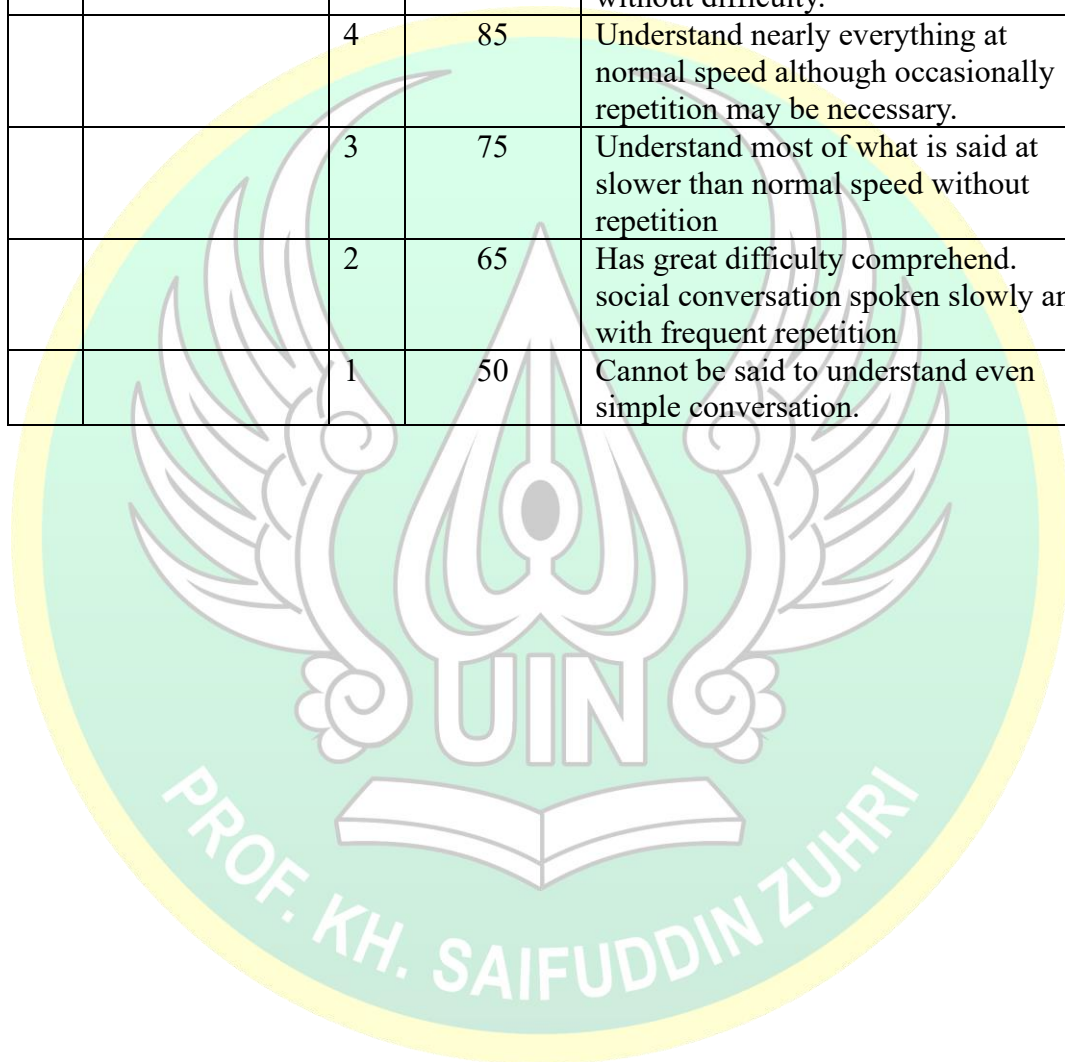 without difficulty.
4 85 Understand nearly everything at
normal speed although occasionally
repetition may be necessary.
3 75 Understand most of what is said at
slower than normal speed without
repetition
2 65 Has great difficulty comprehend.
social conversation spoken slowly
with frequent repetition
1 50 Cannot be said to understand even
simple conversation.
UIN
PROF. KH. SAIFUDDIN ZUHRI